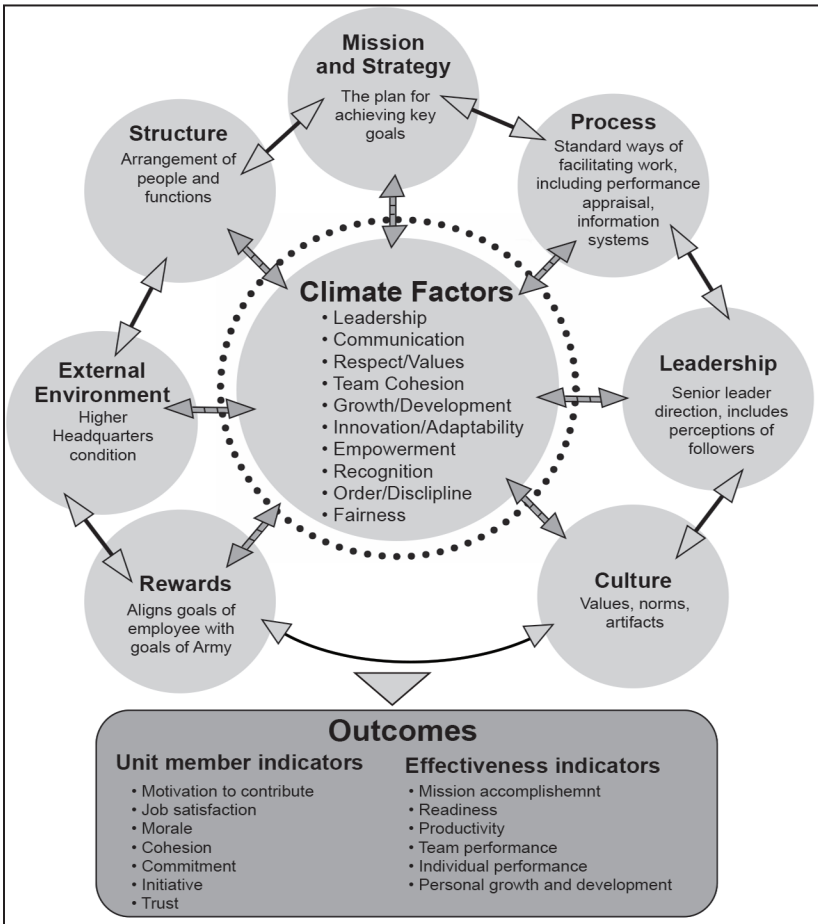 Mission
and Strategy
The plan for
achieving key
goals
Structure
Arrangement of
people and
functions
Process
Standard ways of
facilitating work,
including performance
appraisal,
information
systems
Climate Factors
• Leadership
• Communication
• Respect/Values
• Team Cohesion
• Growth/Development
• Innovation/Adaptability
• Empowerment
• Recognition
• Order/Discipline
• Fairness
External
Environment
Higher
Headquarters
condition
Leadership
Senior leader
direction, includes
perceptions of
followers
Rewards
Aligns goals of
employee with
goals of Army
Culture
Values, norms,
artifacts
Outcomes
Unit member indicators
• Motivation to contribute
• Job satisfaction
• Morale
• Cohesion
• Commitment
• Initiative
• Trust
Effectiveness indicators
• Mission accomplishemnt
• Readiness
• Productivity
• Team performance
• Individual performance
• Personal growth and development